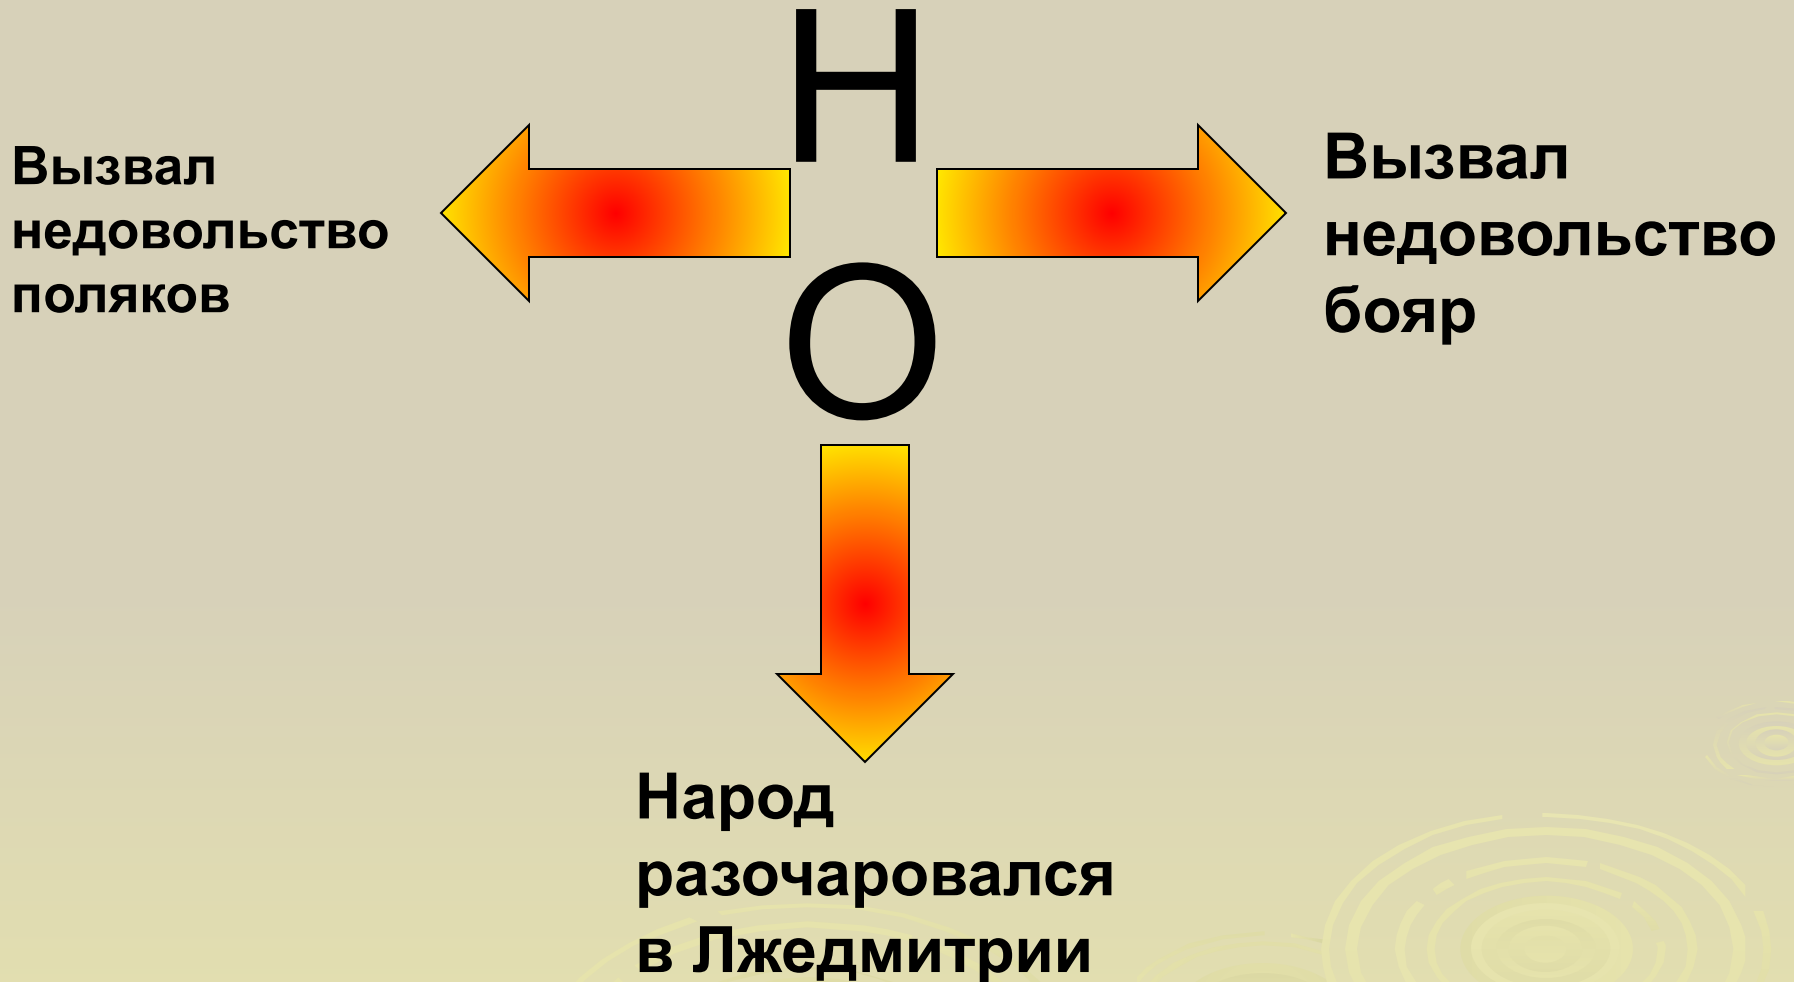 Н
О
Вызвал
недовольство
поляков
Вызвал
недовольство
бояр
Народ
разочаровался
в Лжедмитрии